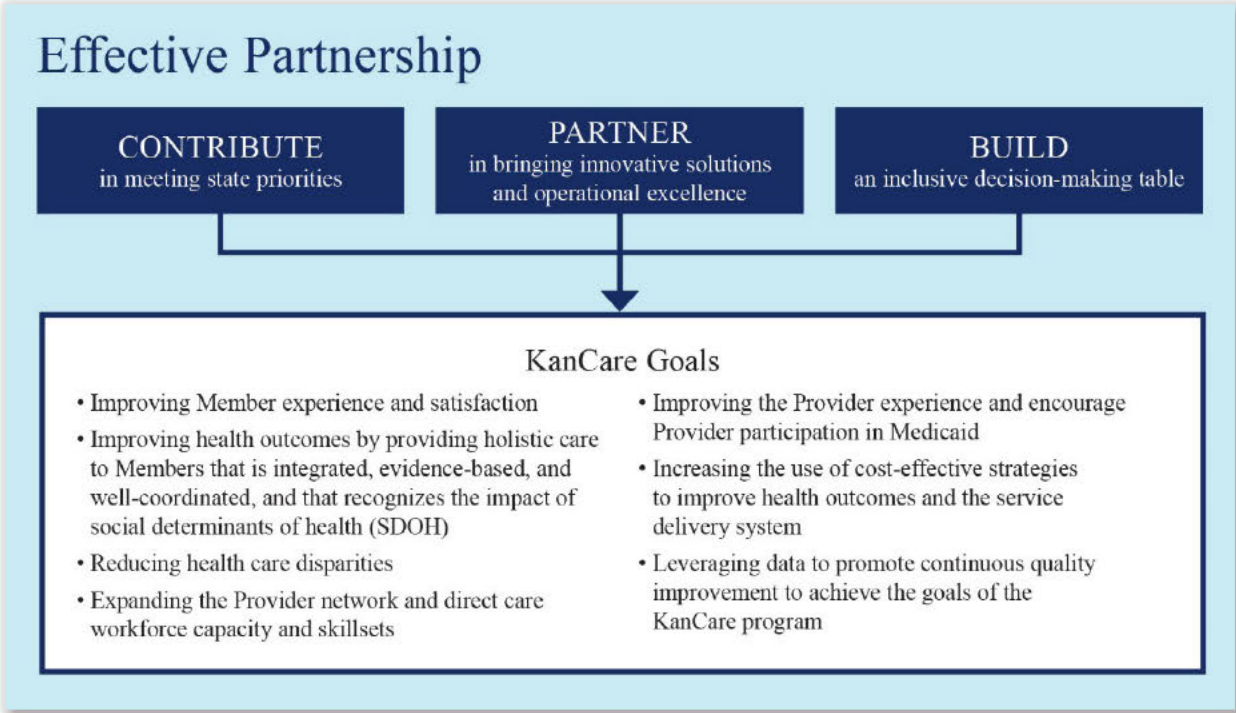 Effective Partnership
CONTRIBUTE
in meeting state priorities
PARTNER
in bringing innovative solutions
and operational excellence
BUILD
an inclusive decision-making table
KanCare Goals
• Improving Member experience and satisfaction
• Improving health outcomes by providing holistic care
to Members that is integrated, evidence-based, and
well-coordinated, and that recognizes the impact of
social determinants of health (SDOH)
• Reducing health care disparities
• Expanding the Provider network and direct care
workforce capacity and skillsets
• Improving the Provider experience and encourage
Provider participation in Medicaid
• Increasing the use of cost-effective strategies
to improve health outcomes and the service
delivery system
• Leveraging data to promote continuous quality
improvement to achieve the goals of the
KanCare program